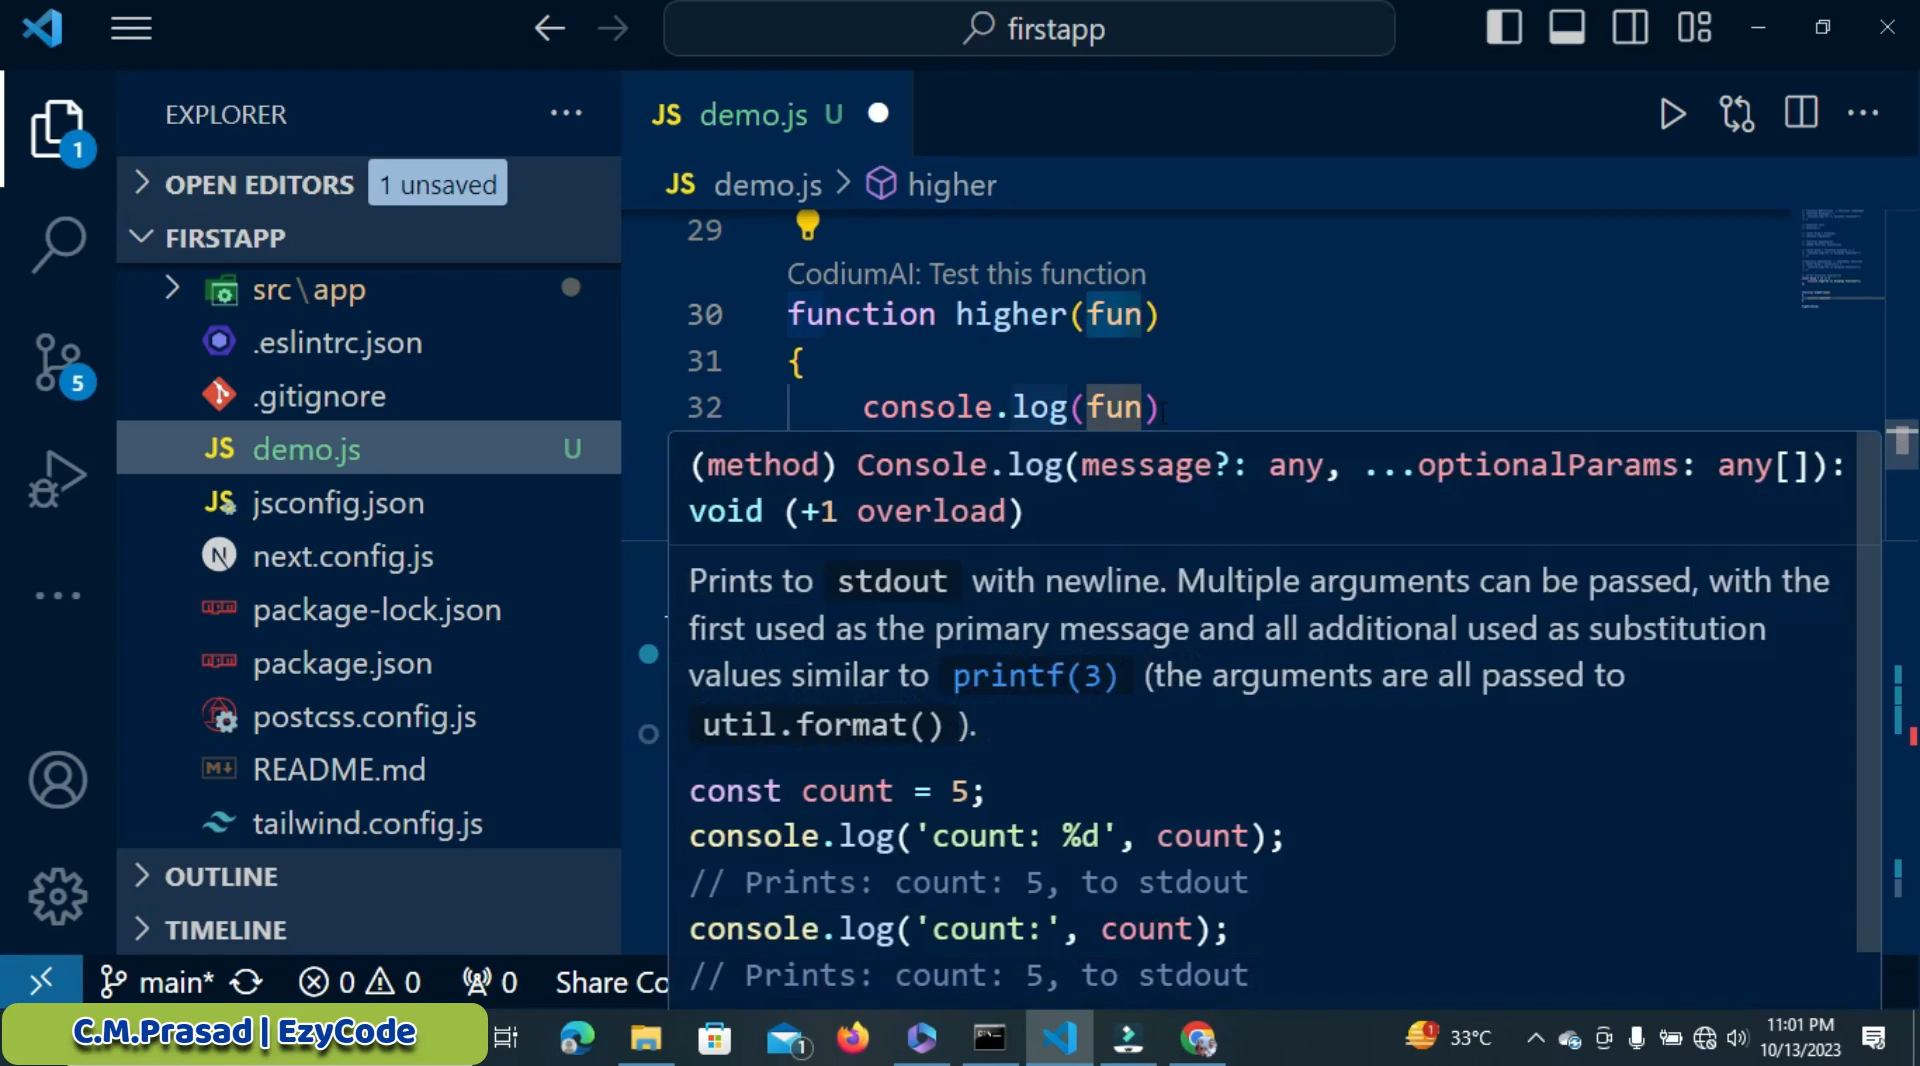 firstapp
EXPLORER
JS demo.js U
1
OPEN EDITORS 1 unsaved
JS demo.js > higher
FIRSTAPP
29
src\app
CodiumAI: Test this function
30 function higher(fun)
.eslintrc.json
31 {
.gitignore
32 console.log(fun)
5
JS demo.js U
(method) Console.log(message?: any, ...optionalParams: any[]):
void (+1 overload)
JS jsconfig.json
N next.config.js
Prints to stdout with newline. Multiple arguments can be passed, with the
first used as the primary message and all additional used as substitution
values similar to printf(3) (the arguments are all passed to
util.format() ).
package-lock.json
package.json
postcss.config.js
M↓ README.md
tailwind.config.js
const count = 5;
console.log('count: %d', count);
// Prints: count: 5, to stdout
console.log('count:', count);
// Prints: count: 5, to stdout
OUTLINE
TIMELINE
main* 0 0 0 Share Co
C.M.Prasad | EzyCode
1
1
33°C
11:01 PM
10/13/2023